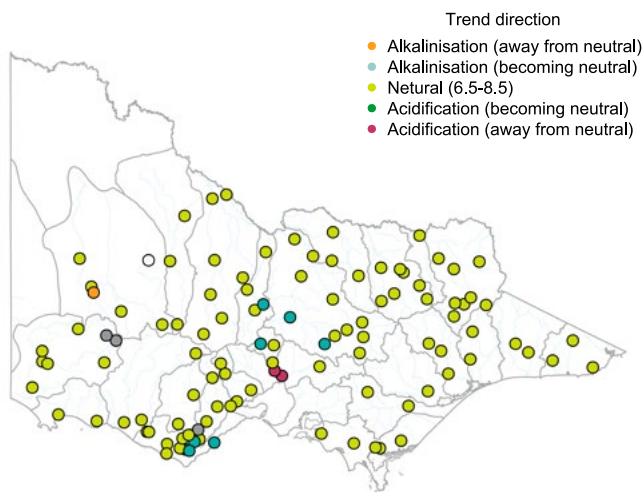 Trend direction
Alkalinisation (away from neutral)
Alkalinisation (becoming neutral)
Netural (6.5-8.5)
Acidification (becoming neutral)
Acidification (away from neutral)